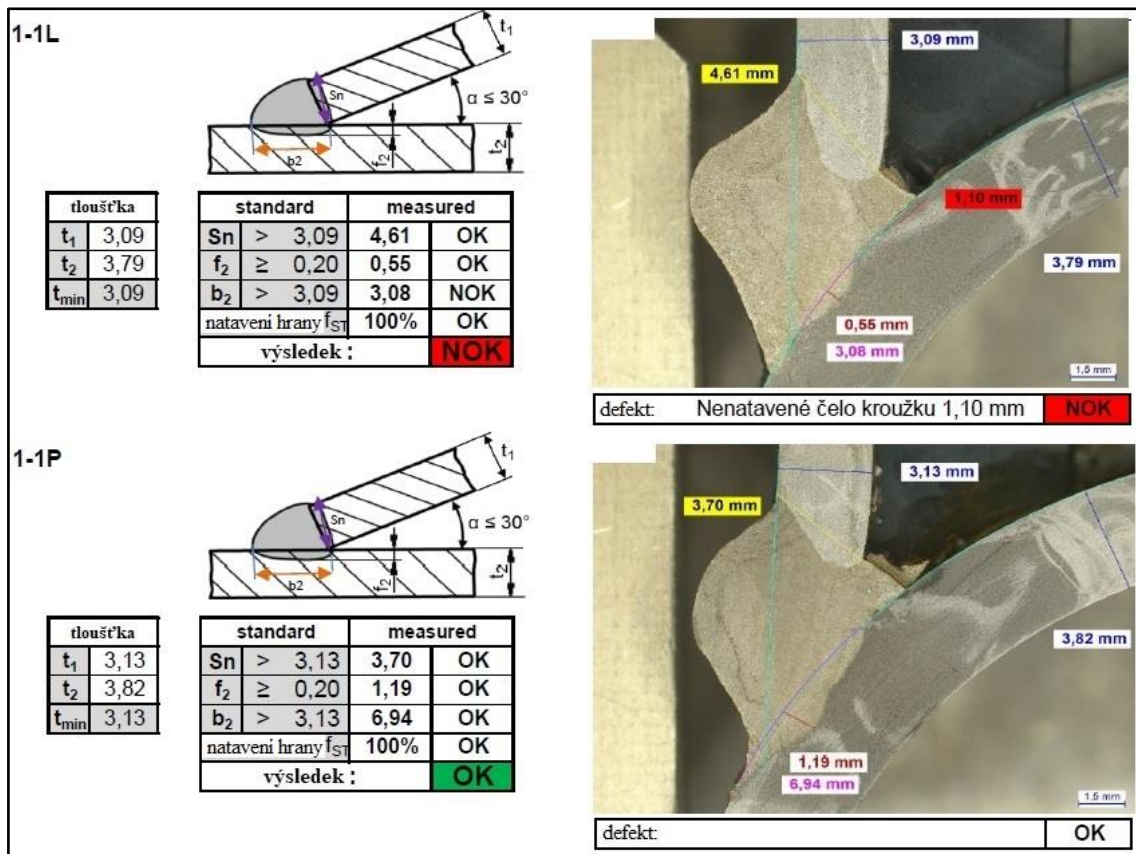 1-1L
t1
Sn
α ≤ 30°
b2
f2
t2
tloušťka
t1 3,09
t2 3,79
tmin 3,09
standard measured
Sn > 3,09 4,61 OK
f2 ≥ 0,20 0,55 OK
b2 > 3,09 3,08 NOK
natavení hrany fST 100% OK
výsledek : NOK
3,09 mm
4,61 mm
1,10 mm
3,79 mm
0,55 mm
3,08 mm
1,5 mm
defekt: Nenatavené čelo kroužku 1,10 mm NOK
1-1P
t1
Sn
α ≤ 30°
b2
f2
t2
tloušťka
t1 3,13
t2 3,82
tmin 3,13
standard measured
Sn > 3,13 3,70 OK
f2 ≥ 0,20 1,19 OK
b2 > 3,13 6,94 OK
natavení hrany fST 100% OK
výsledek : OK
3,13 mm
3,70 mm
3,82 mm
1,19 mm
6,94 mm
1,5 mm
defekt: OK